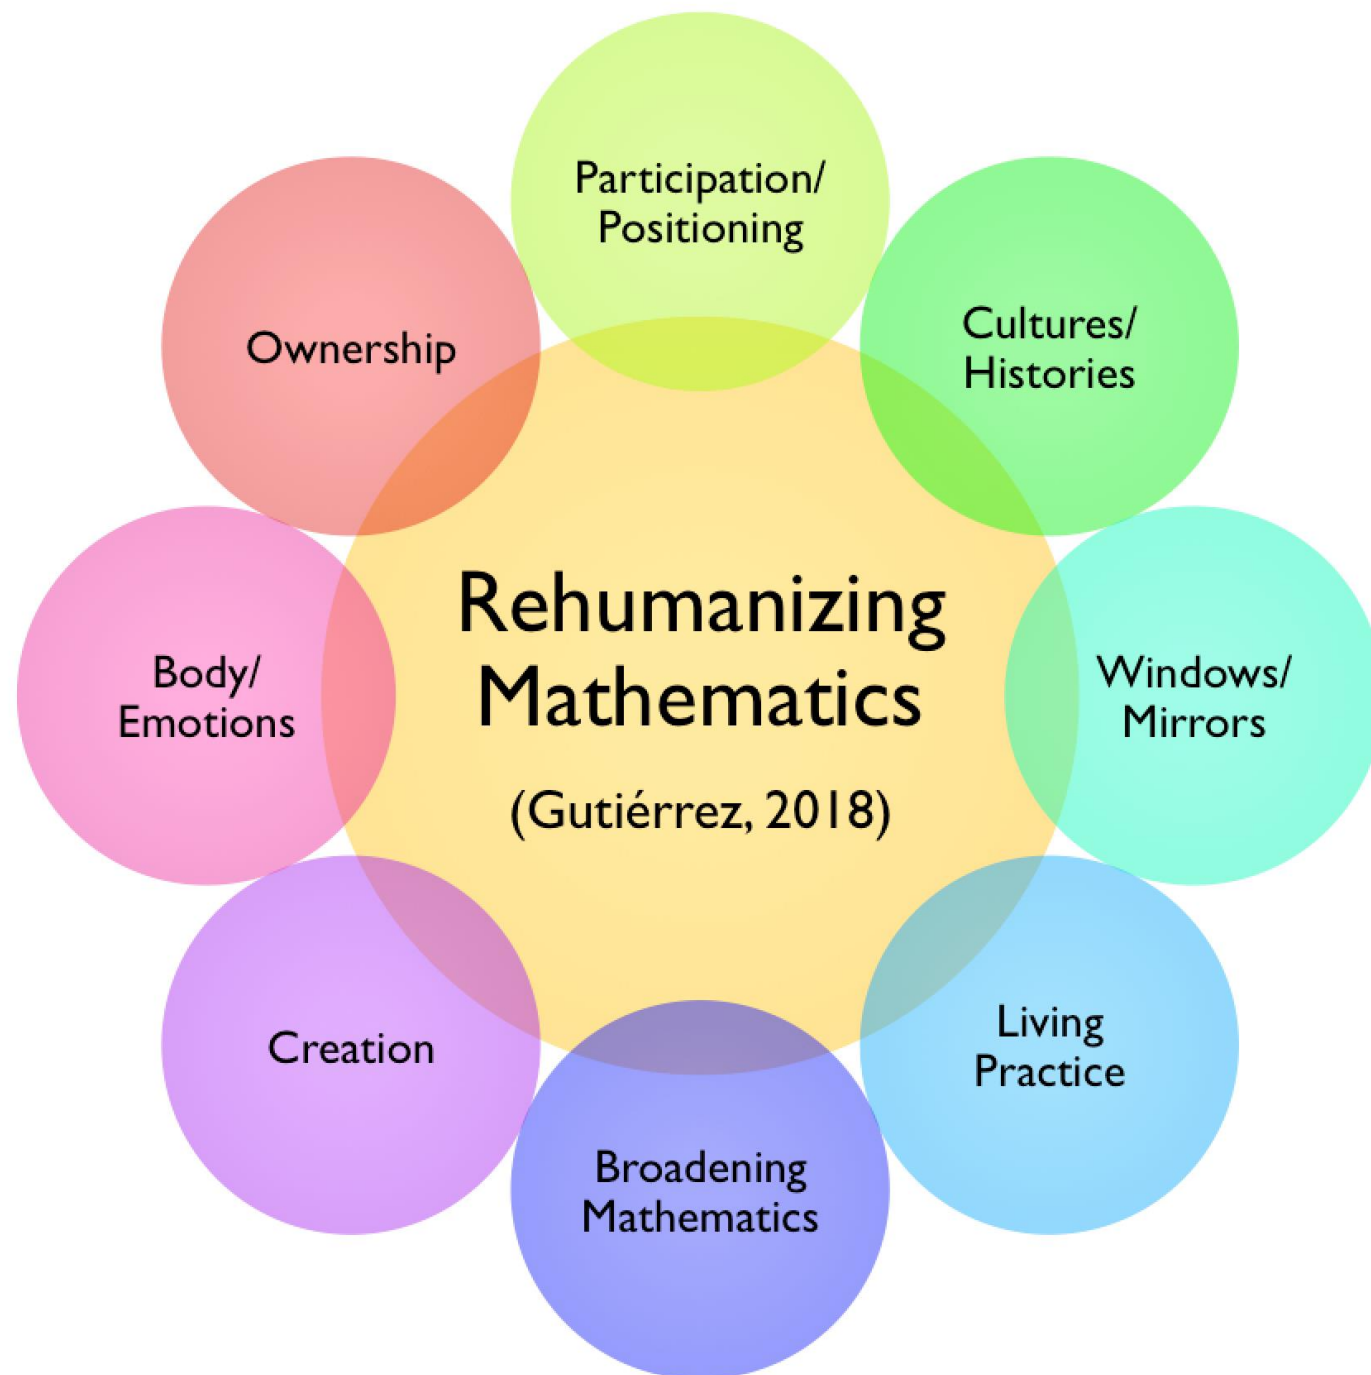 Participation/
Positioning
Cultures/
Histories
Windows/
Mirrors
Living
Practice
Broadening
Mathematics
Creation
Body/
Emotions
Ownership
Rehumanizing
Mathematics
(Gutiérrez, 2018)